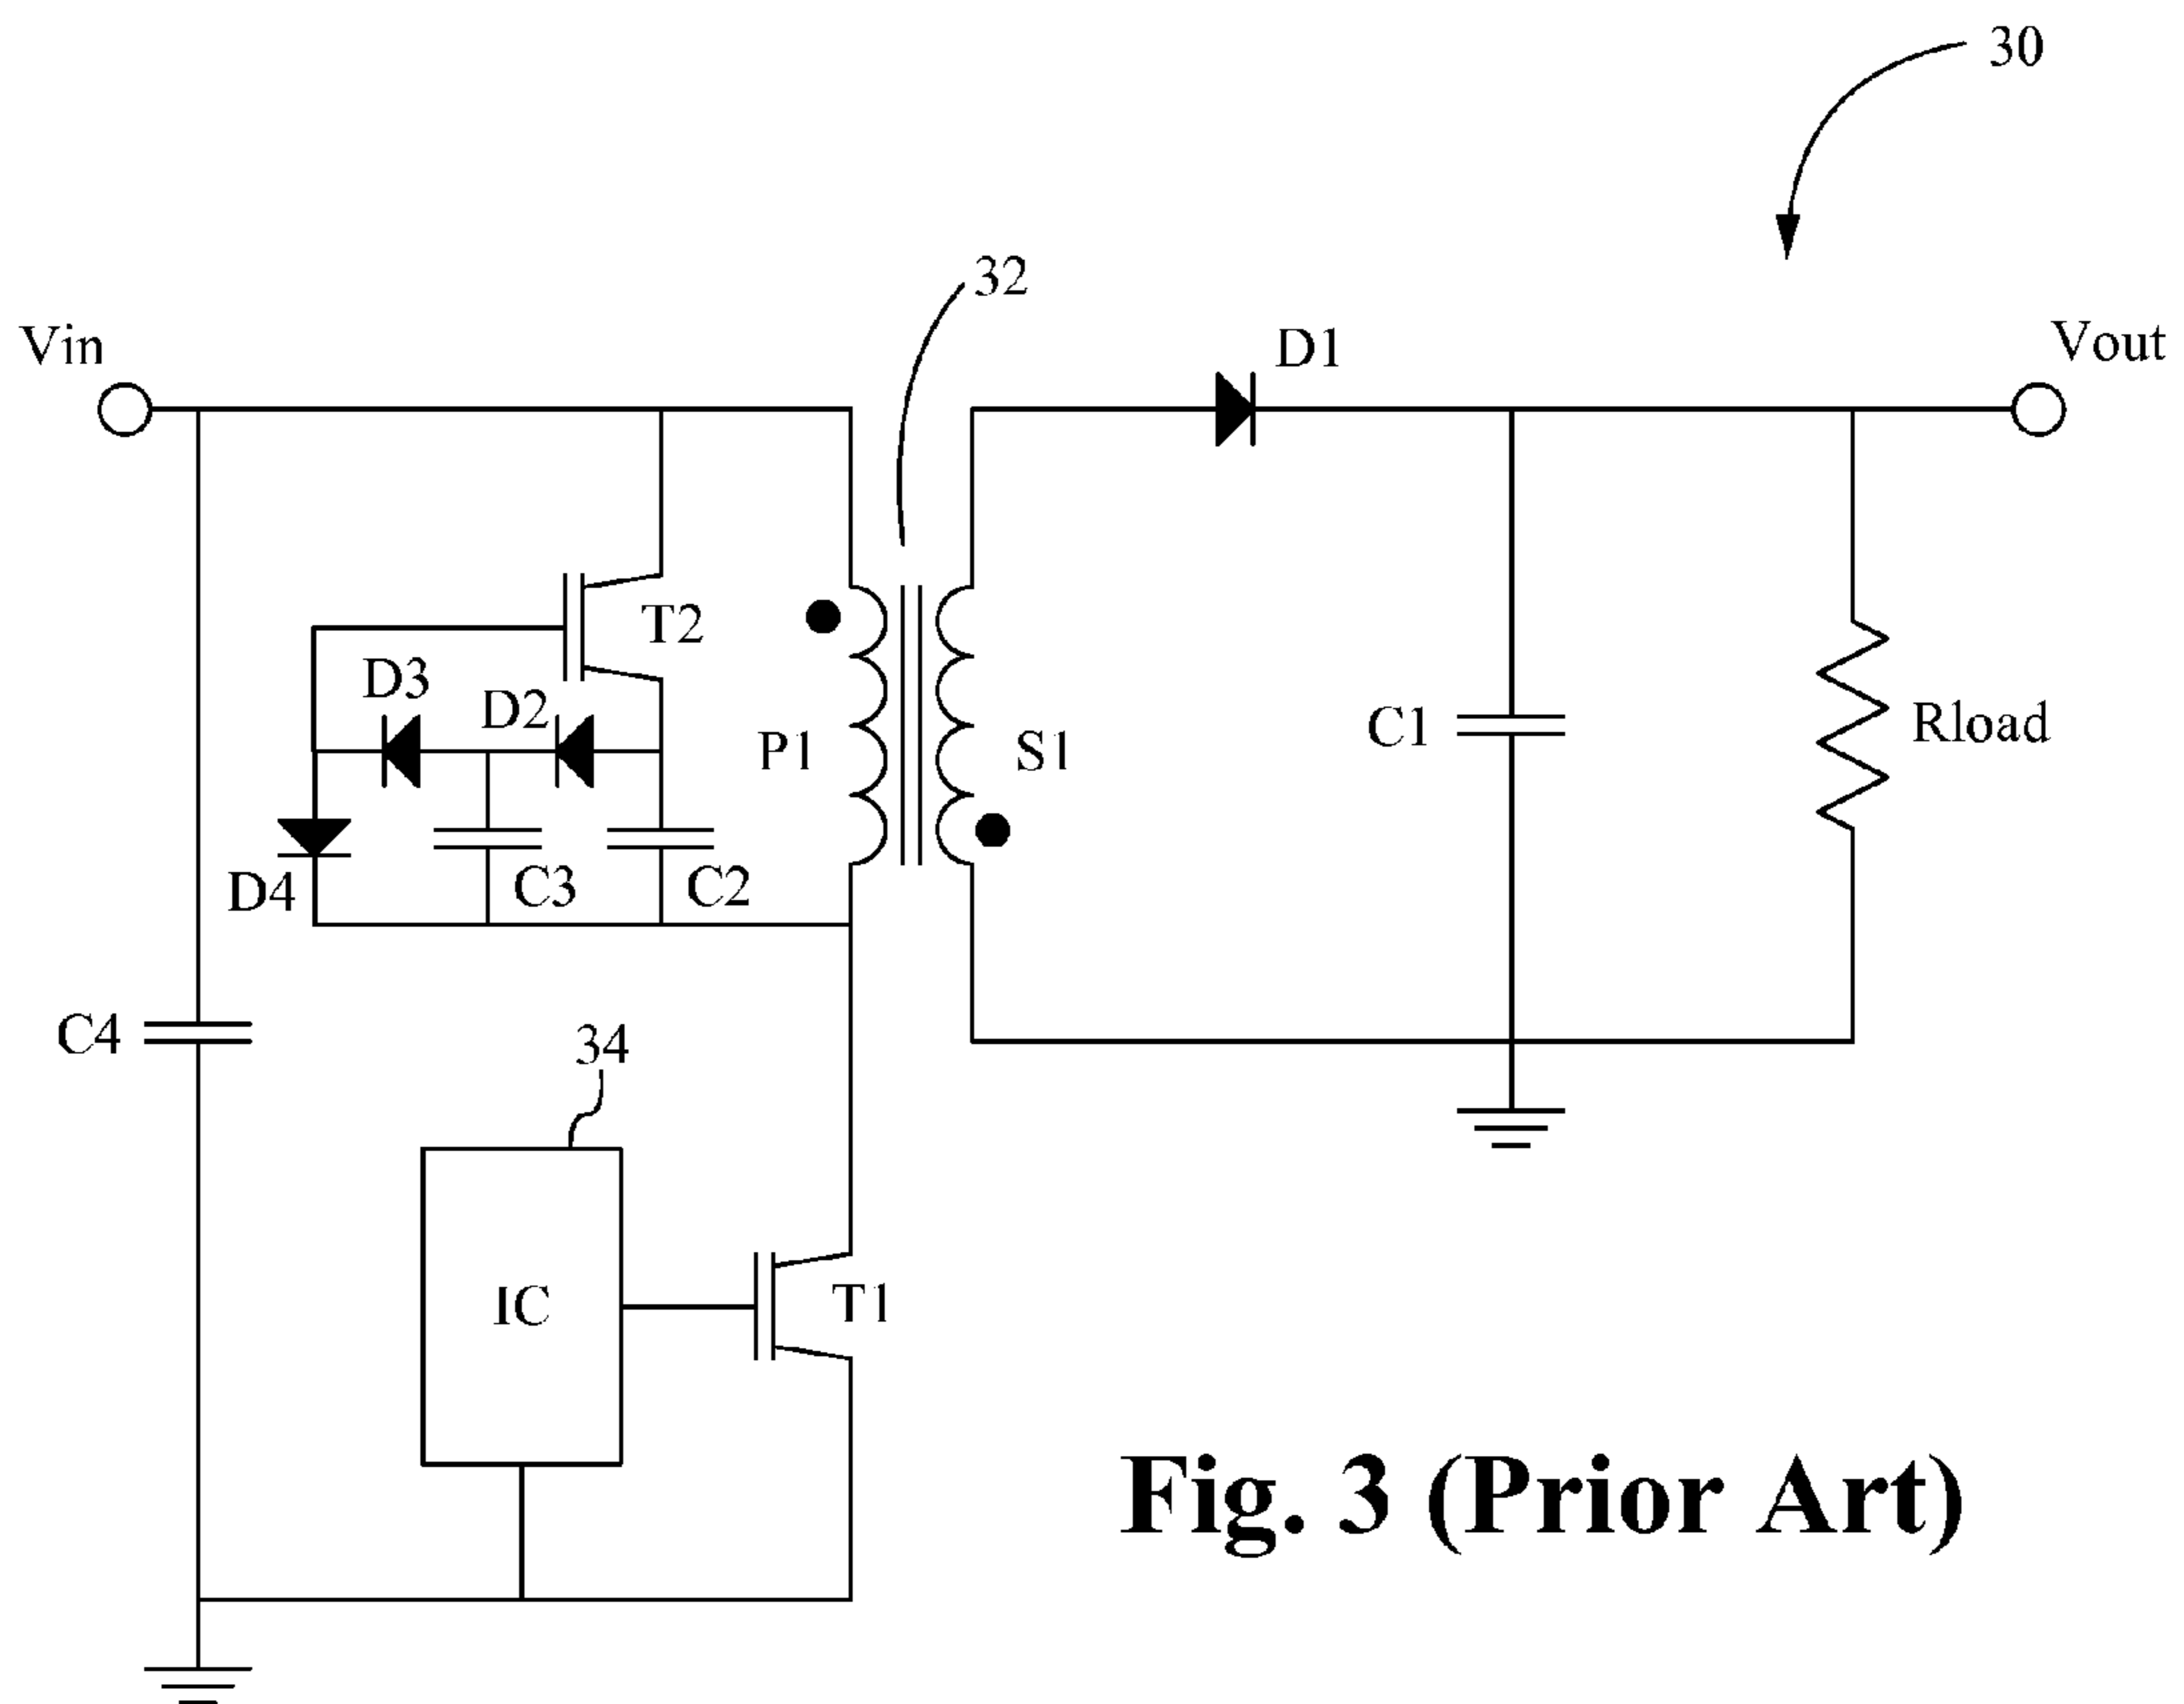 30
32
Vin
D1
Vout
T2
D3
D2
P1
S1
C1
Rload
D4
C3
C2
C4
34
IC
T1
Fig. 3 (Prior Art)